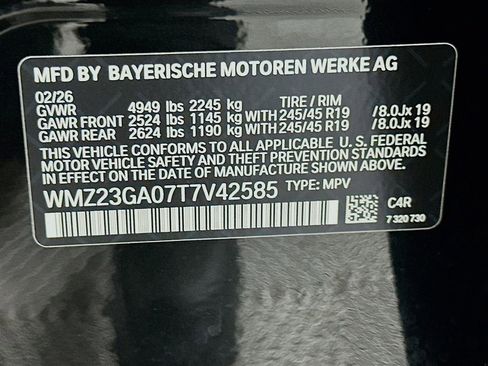 MFD BY BAYERISCHE MOTOREN WERKE AG
02/26
GVWR 4949 lbs 2245 kg TIRE / RIM
GAWR FRONT 2524 lbs 1145 kg WITH 245/45 R19 /8.0Jx 19
GAWR REAR 2624 lbs 1190 kg WITH 245/45 R19 /8.0Jx 19
THIS VEHICLE CONFORMS TO ALL APPLICABLE U. S. FEDERAL
MOTOR VEHICLE SAFETY AND THEFT PREVENTION STANDARDS
IN EFFECT ON THE DATE OF MANUFACTURE SHOWN ABOVE.
WMZ23GA07T7V42585 TYPE: MPV
C4R
7 320 730